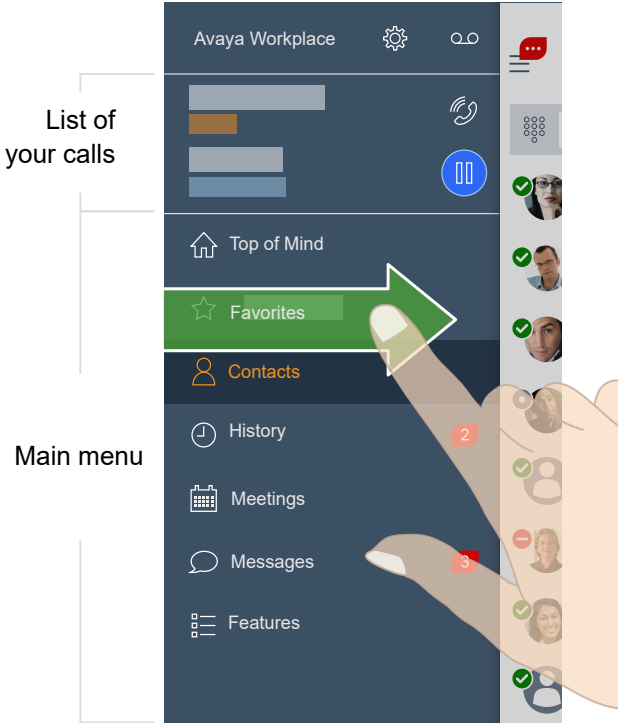 Avaya Workplace
List of
your calls
Top of Mind
Favorites
Contacts
History
2
Main menu
Meetings
Messages
3
Features